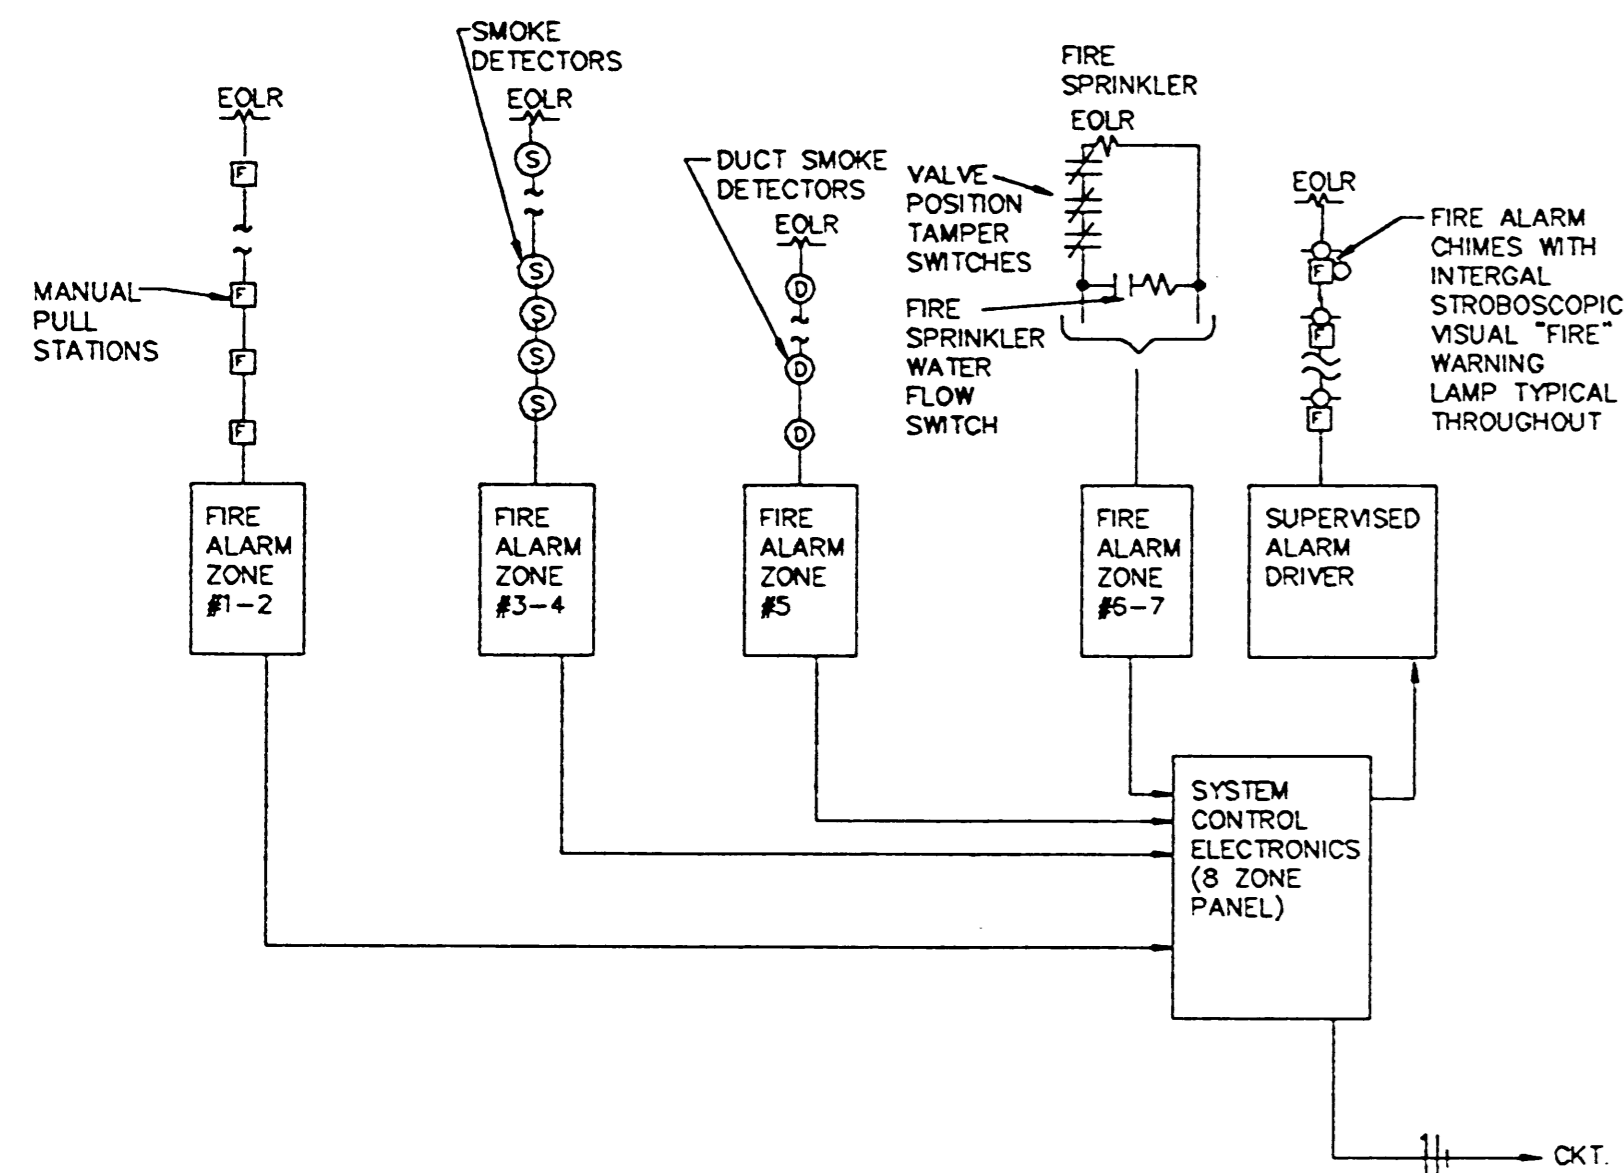 SMOKE
DETECTORS
EOLR
EOLR
FIRE
SPRINKLER
EOLR
DUCT SMOKE
DETECTORS
EOLR
VALVE
POSITION
TAMPER
SWITCHES
EOLR
FIRE ALARM
CHIMES WITH
INTERGAL
STROBOSCOPIC
VISUAL "FIRE"
WARNING
LAMP TYPICAL
THROUGHOUT
MANUAL
PULL
STATIONS
FIRE
SPRINKLER
WATER
FLOW
SWITCH
F
F
F
F
S
S
S
S
S
D
D
D
F
F
F
FIRE
ALARM
ZONE
#1-2
FIRE
ALARM
ZONE
#3-4
FIRE
ALARM
ZONE
#5
FIRE
ALARM
ZONE
#6-7
SUPERVISED
ALARM
DRIVER
SYSTEM
CONTROL
ELECTRONICS
(8 ZONE
PANEL)
CKT.